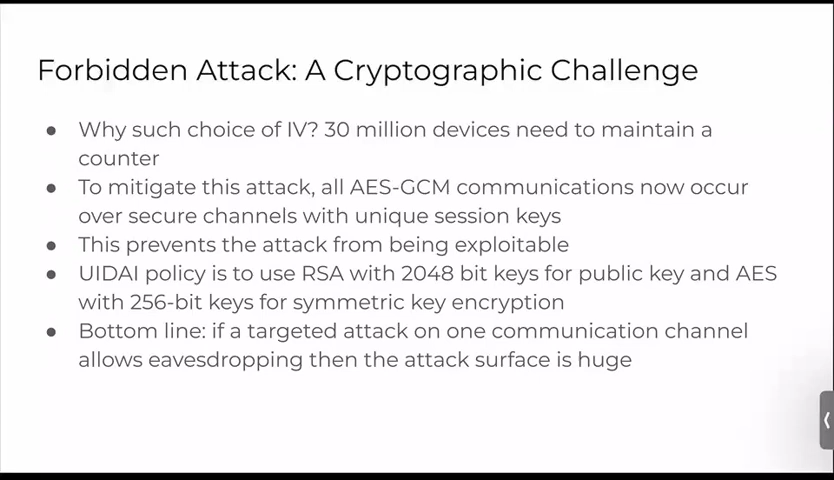 Forbidden Attack: A Cryptographic Challenge
● Why such choice of IV? 30 million devices need to maintain a
counter
● To mitigate this attack, all AES-GCM communications now occur
over secure channels with unique session keys
● This prevents the attack from being exploitable
● UIDAI policy is to use RSA with 2048 bit keys for public key and AES
with 256-bit keys for symmetric key encryption
● Bottom line: if a targeted attack on one communication channel
allows eavesdropping then the attack surface is huge